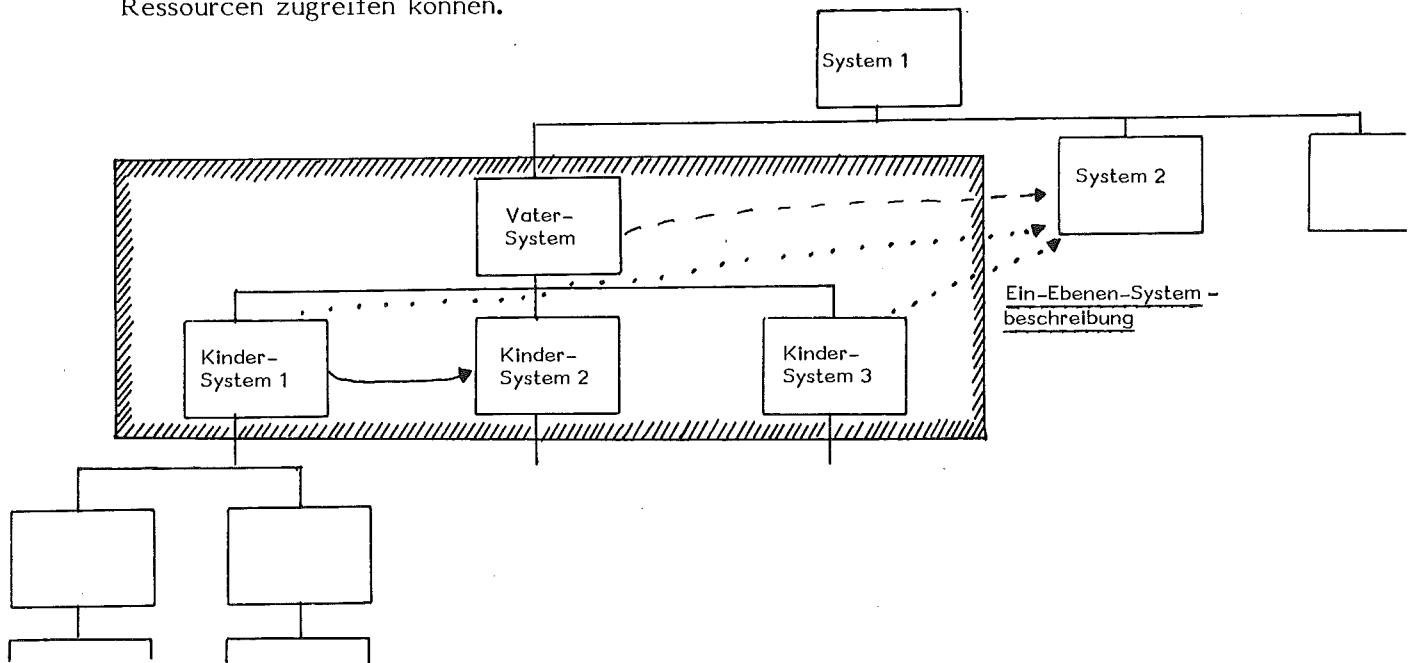 Ressourcen zugreifen können.
System 1
System 2
Vater-
System
Ein-Ebenen-System-
beschreibung
Kinder-
System 1
Kinder-
System 2
Kinder-
System 3